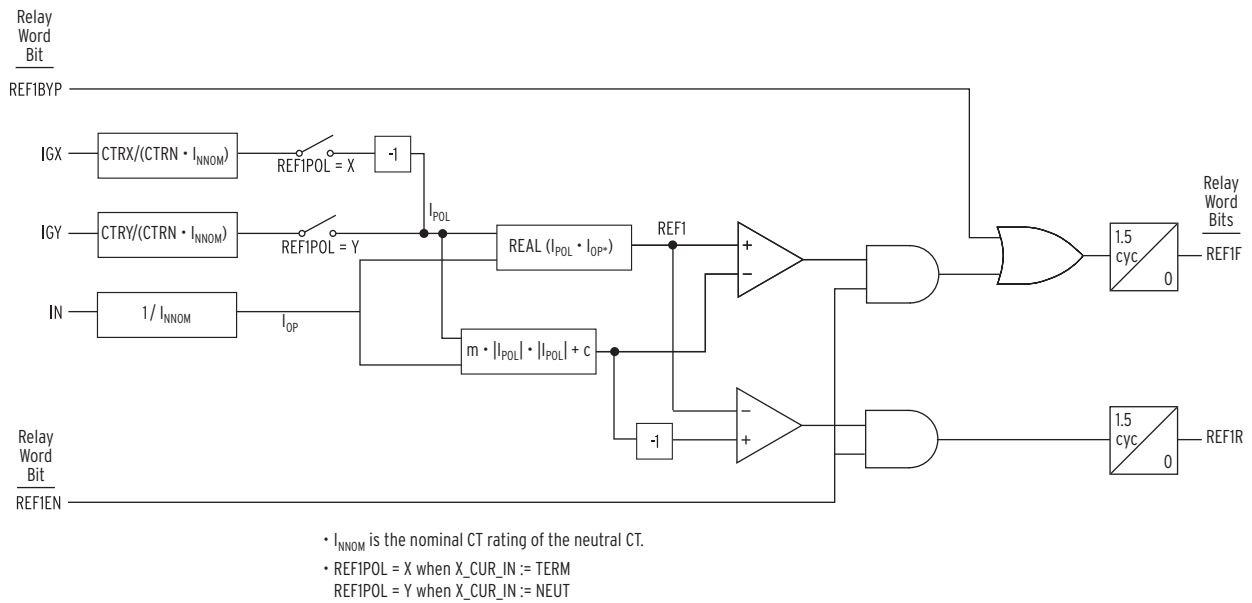 Relay
Word
Bit
REF1BYP
IGX
CTRX/(CTRN • I_NNOM)
REF1POL = X
-1
I_POL
IGY
CTRY/(CTRN • I_NNOM)
REF1POL = Y
REAL (I_POL • I_OP*)
REF1
+
−
IN
1 / I_NNOM
I_OP
m • |I_POL| • |I_POL| + c
-1
−
+
1.5
cyc
0
Relay
Word
Bits
REF1F
1.5
cyc
0
REF1R
Relay
Word
Bit
REF1EN
• I_NNOM is the nominal CT rating of the neutral CT.
• REF1POL = X when X_CUR_IN := TERM
REF1POL = Y when X_CUR_IN := NEUT